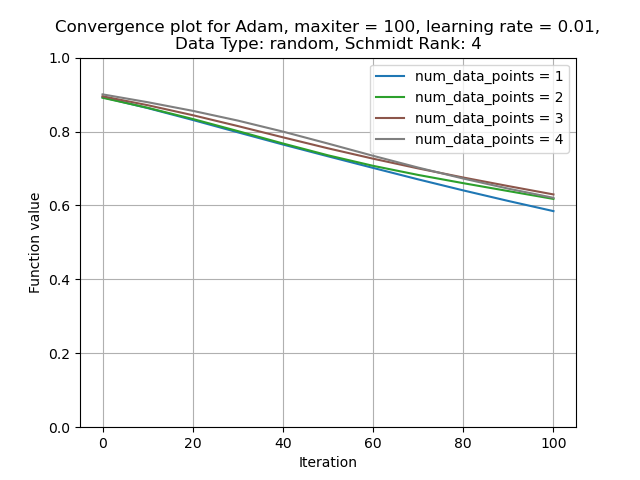 Convergence plot for Adam, maxiter = 100, learning rate = 0.01,
Data Type: random, Schmidt Rank: 4
num_data_points = 1
num_data_points = 2
num_data_points = 3
num_data_points = 4
Function value
1.0
0.8
0.6
0.4
0.2
0.0
0 20 40 60 80 100
Iteration